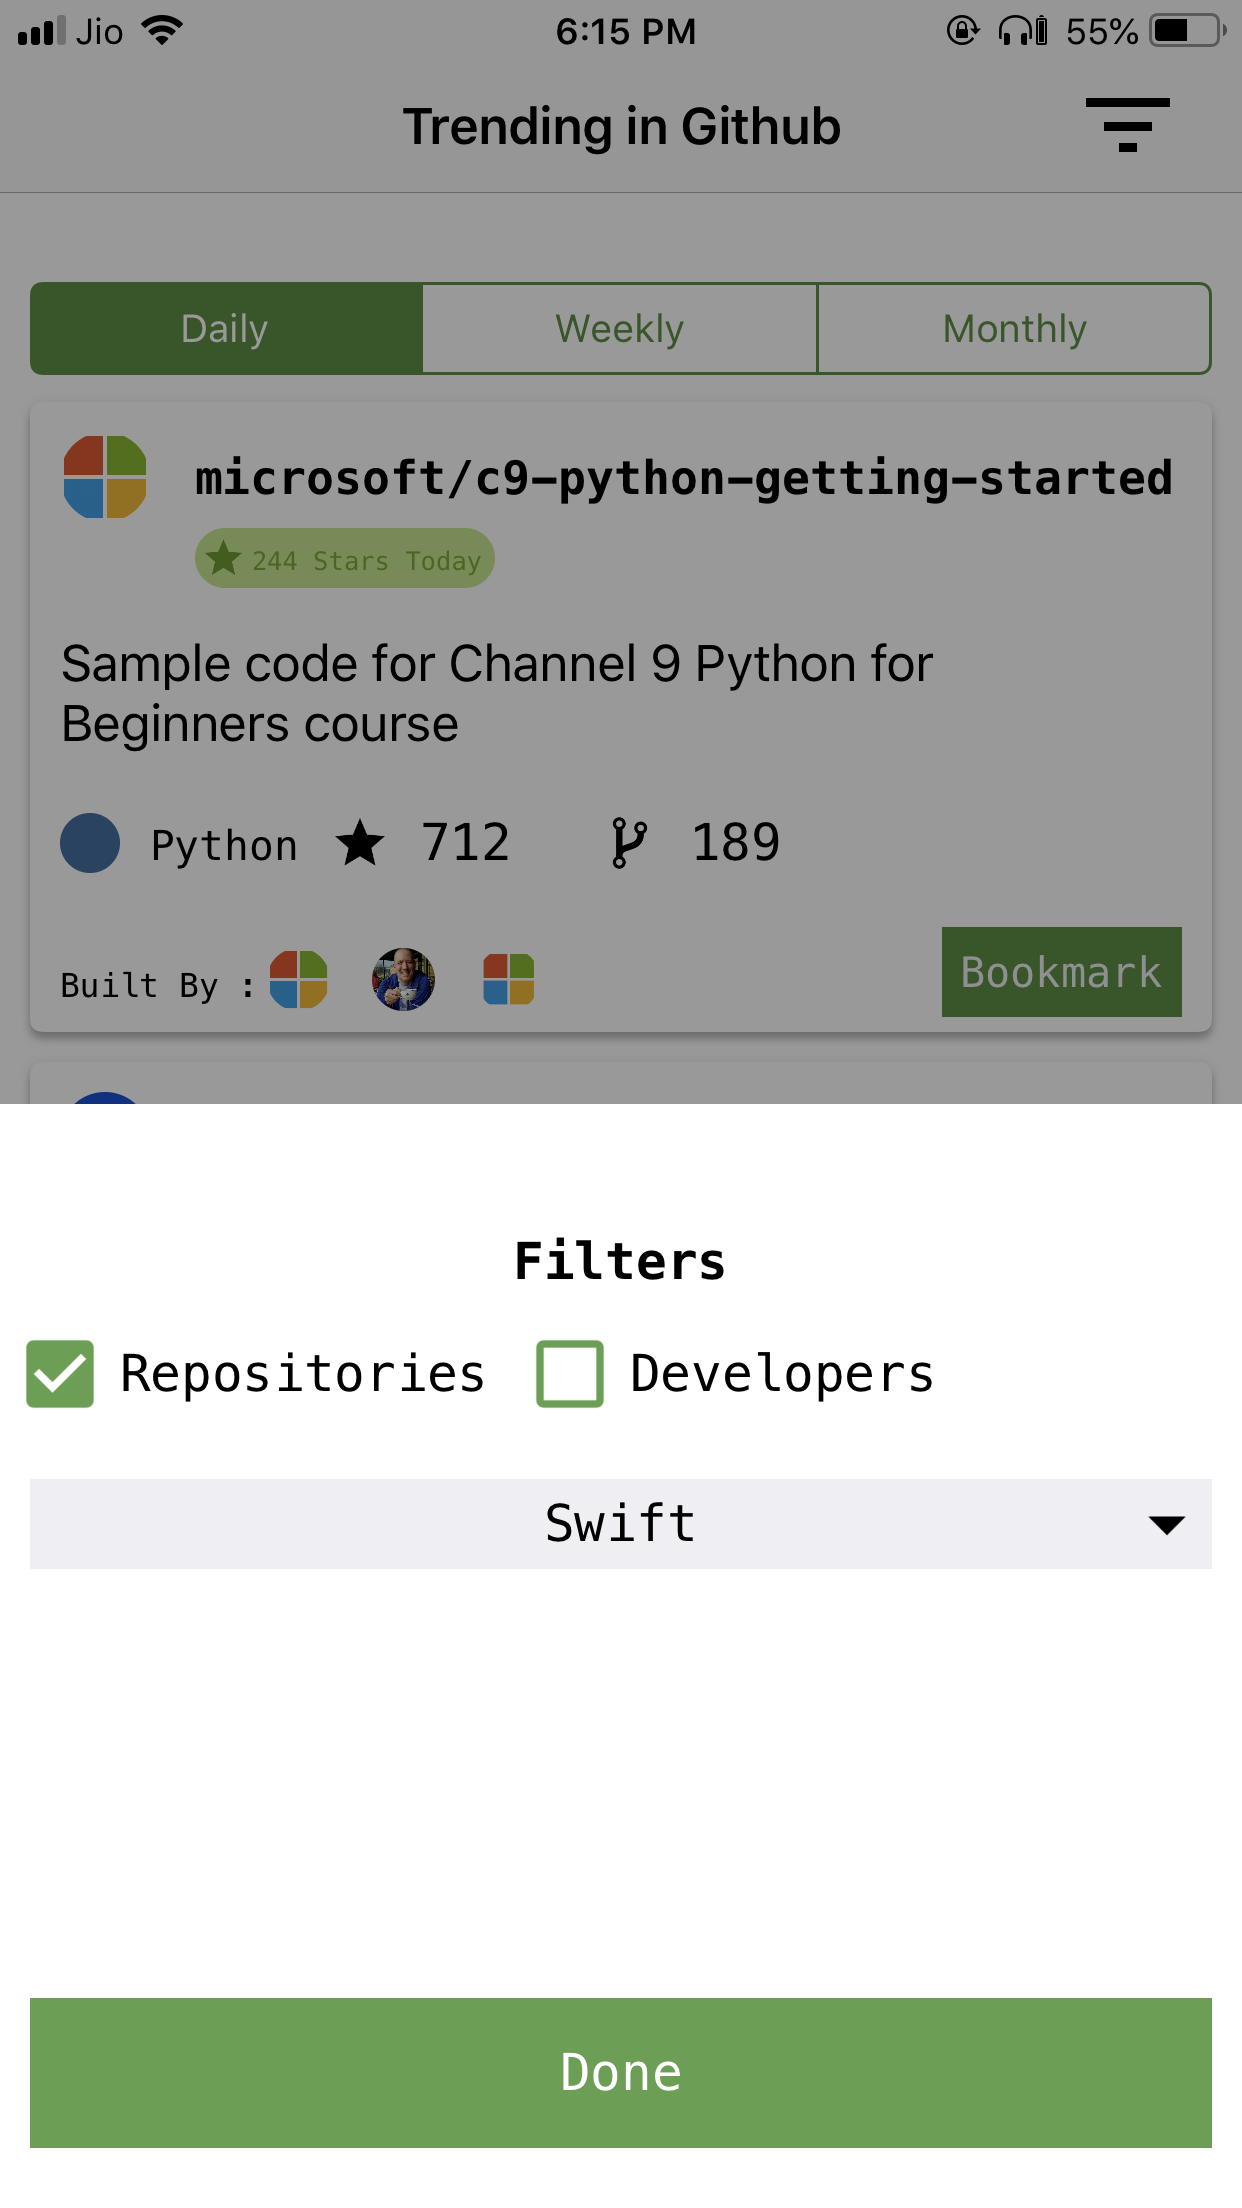 Jio 6:15 PM 55%
Trending in Github
Daily Weekly Monthly
microsoft/c9-python-getting-started
244 Stars Today
Sample code for Channel 9 Python for
Beginners course
Python 712 189
Built By : Bookmark
Filters
Repositories Developers
Swift
Done